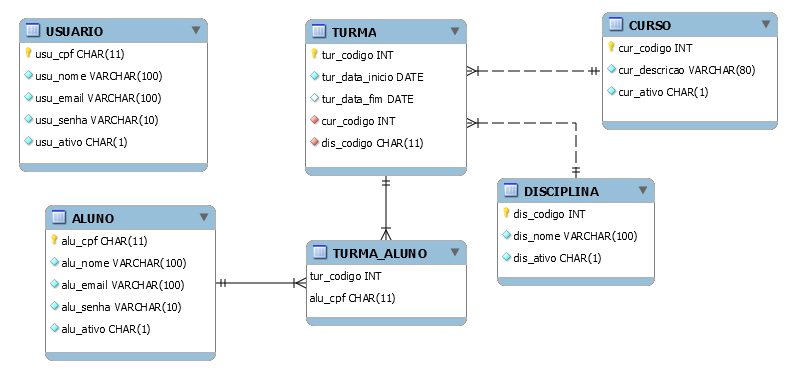 USUARIO
usu_cpf CHAR(11)
usu_nome VARCHAR(100)
usu_email VARCHAR(100)
usu_senha VARCHAR(10)
usu_ativo CHAR(1)
TURMA
tur_codigo INT
tur_data_inicio DATE
tur_data_fim DATE
cur_codigo INT
dis_codigo CHAR(11)
CURSO
cur_codigo INT
cur_descricao VARCHAR(80)
cur_ativo CHAR(1)
DISCIPLINA
dis_codigo INT
dis_nome VARCHAR(100)
dis_ativo CHAR(1)
ALUNO
alu_cpf CHAR(11)
alu_nome VARCHAR(100)
alu_email VARCHAR(100)
alu_senha VARCHAR(10)
alu_ativo CHAR(1)
TURMA_ALUNO
tur_codigo INT
alu_cpf CHAR(11)